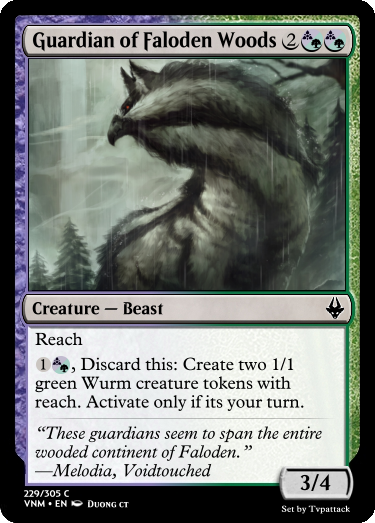 Guardian of Faloden Woods 2
Creature — Beast
Reach
1, Discard this: Create two 1/1
green Wurm creature tokens with
reach. Activate only if its your turn.
“These guardians seem to span the entire
wooded continent of Faloden.”
—Melodia, Voidtouched
3/4
229/305 C
VNM • EN Duong ct
Set by Tvpattack